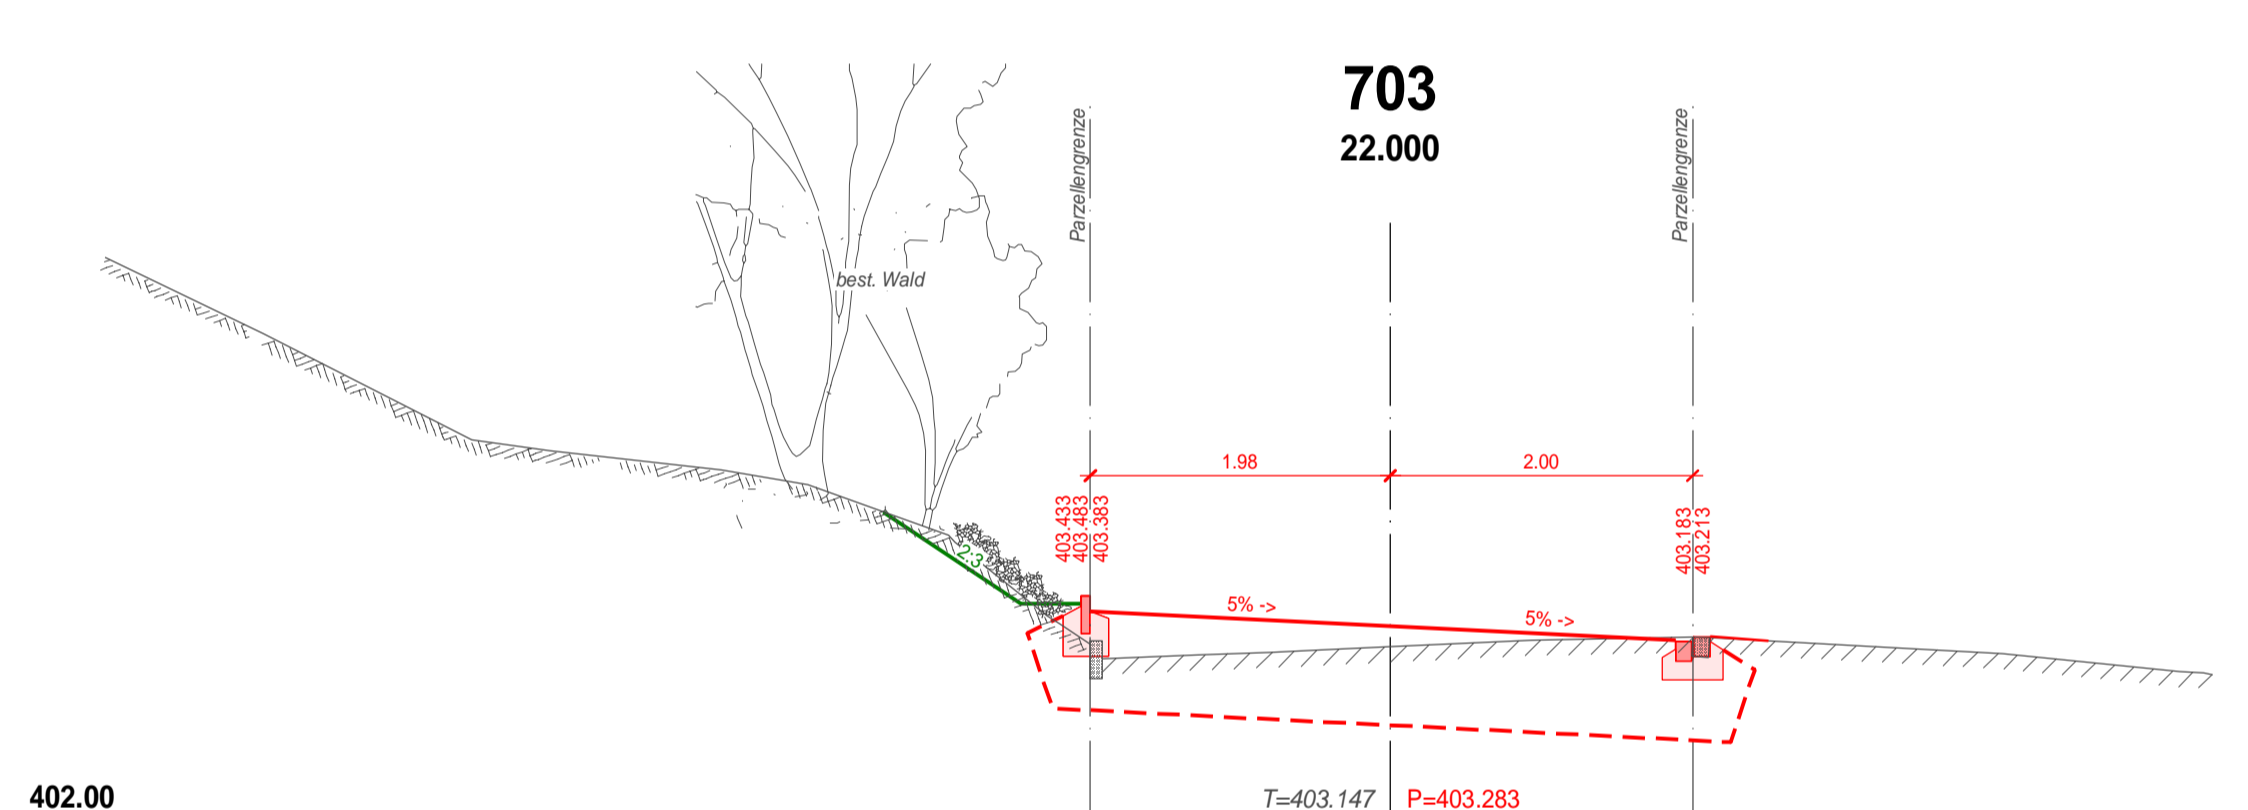 703
22.000
Parzellengrenze
Parzellengrenze
best. Wald
1.98
2.00
403.433
403.483
403.383
403.183
403.213
2:3
5% ->
5% ->
402.00
T=403.147
P=403.283